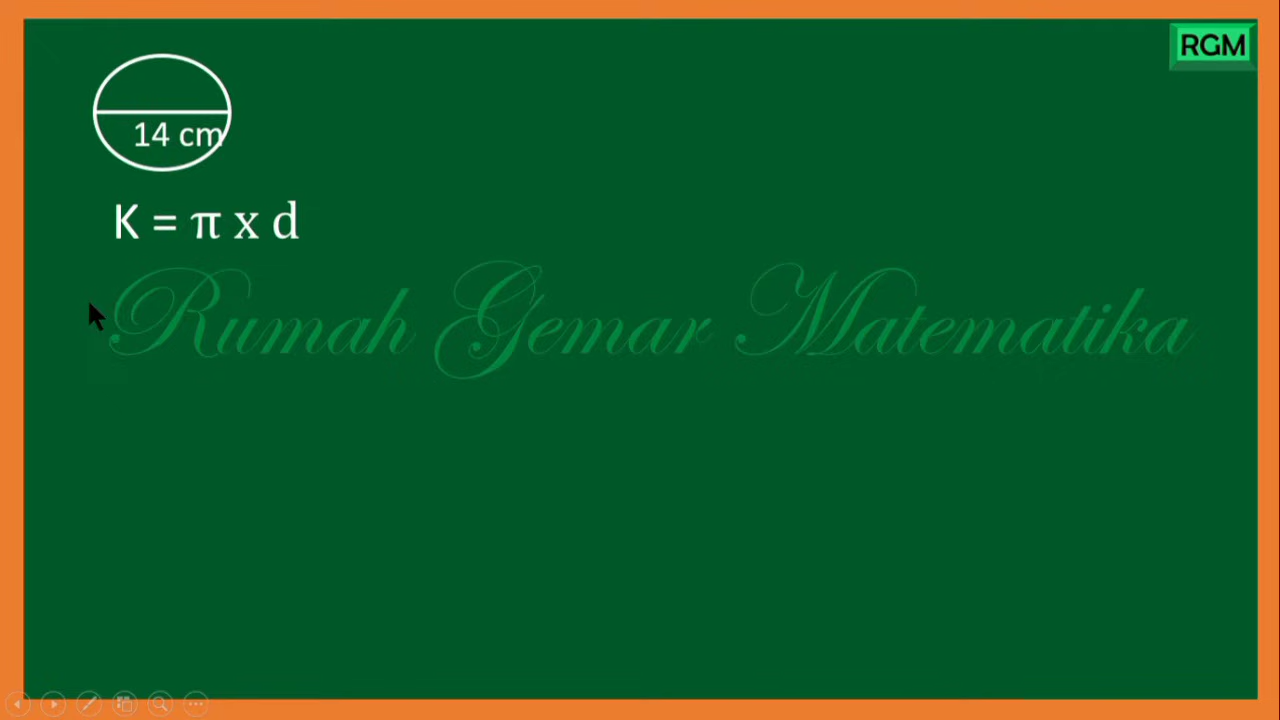 RGM
14 cm
K = π x d
Rumah Gemar Matematika